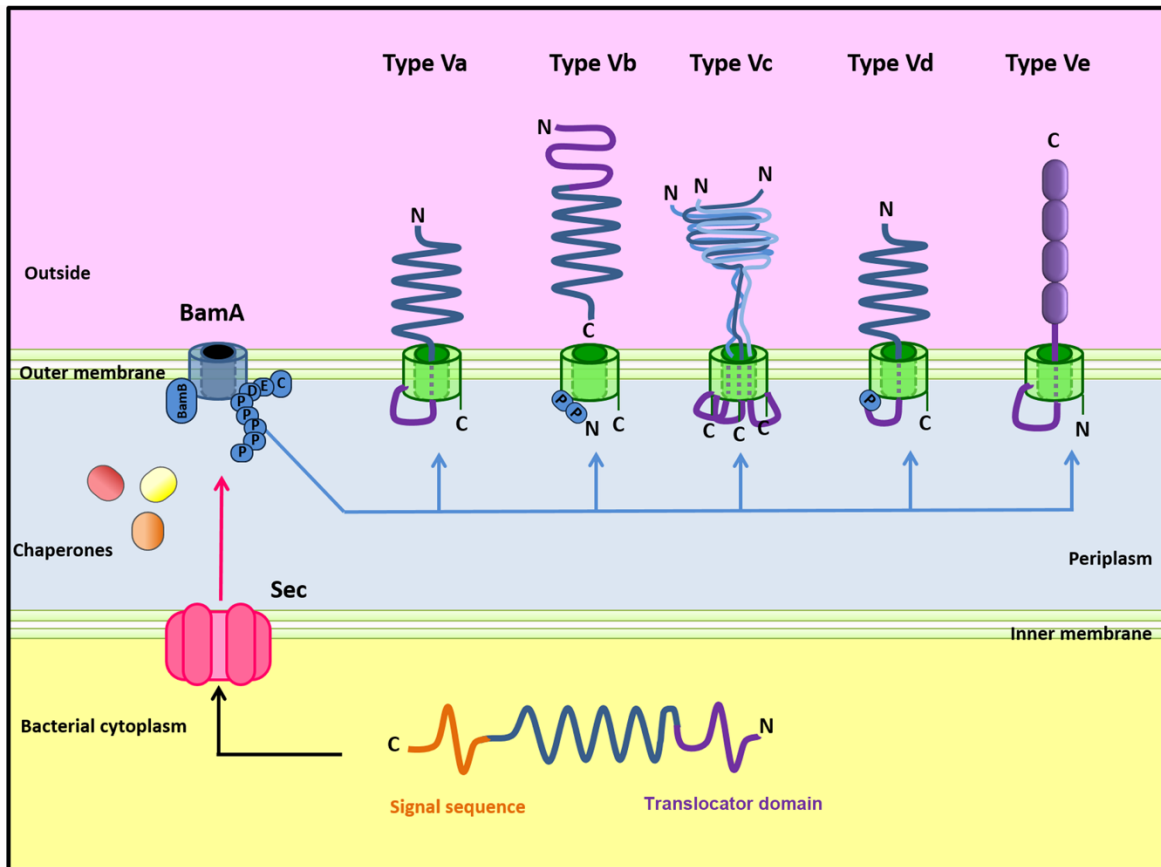 Type Va
Type Vb
Type Vc
Type Vd
Type Ve
N
C
N
N
N
N
N
Outside
C
BamA
Outer membrane
BamB
P
D
E
C
P
P
P
P
P
P
N
C
C
C
C
C
P
C
N
Chaperones
Periplasm
Sec
Inner membrane
Bacterial cytoplasm
C
N
Signal sequence
Translocator domain